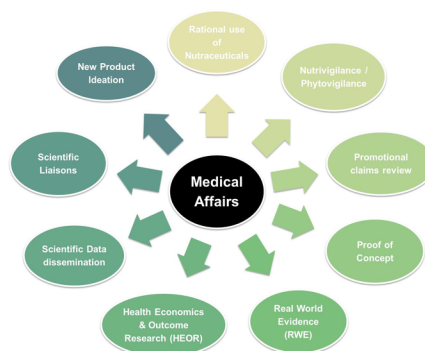 Rational use
of
Nutraceuticals
New Product
Ideation
Nutrivigilance /
Phytovigilance
Scientific
Liaisons
Medical
Affairs
Promotional
claims review
Scientific Data
dissemination
Proof of
Concept
Health Economics
& Outcome
Research (HEOR)
Real World
Evidence
(RWE)